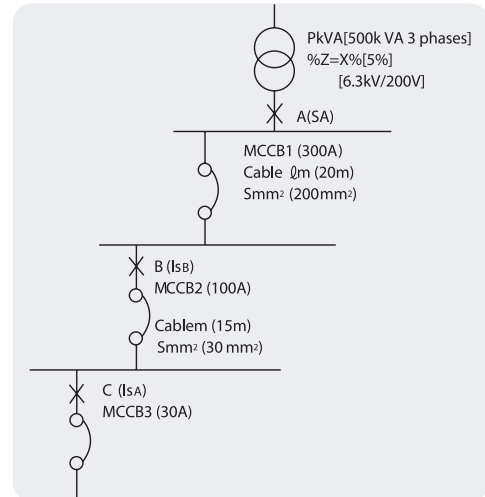 PkVA[500k VA 3 phases]
%Z=X%[5%]
[6.3kV/200V]
A(SA)
MCCB1 (300A)
Cable ℓm (20m)
Smm² (200mm²)
B (IsB)
MCCB2 (100A)
Cablem (15m)
Smm² (30 mm²)
C (IsA)
MCCB3 (30A)